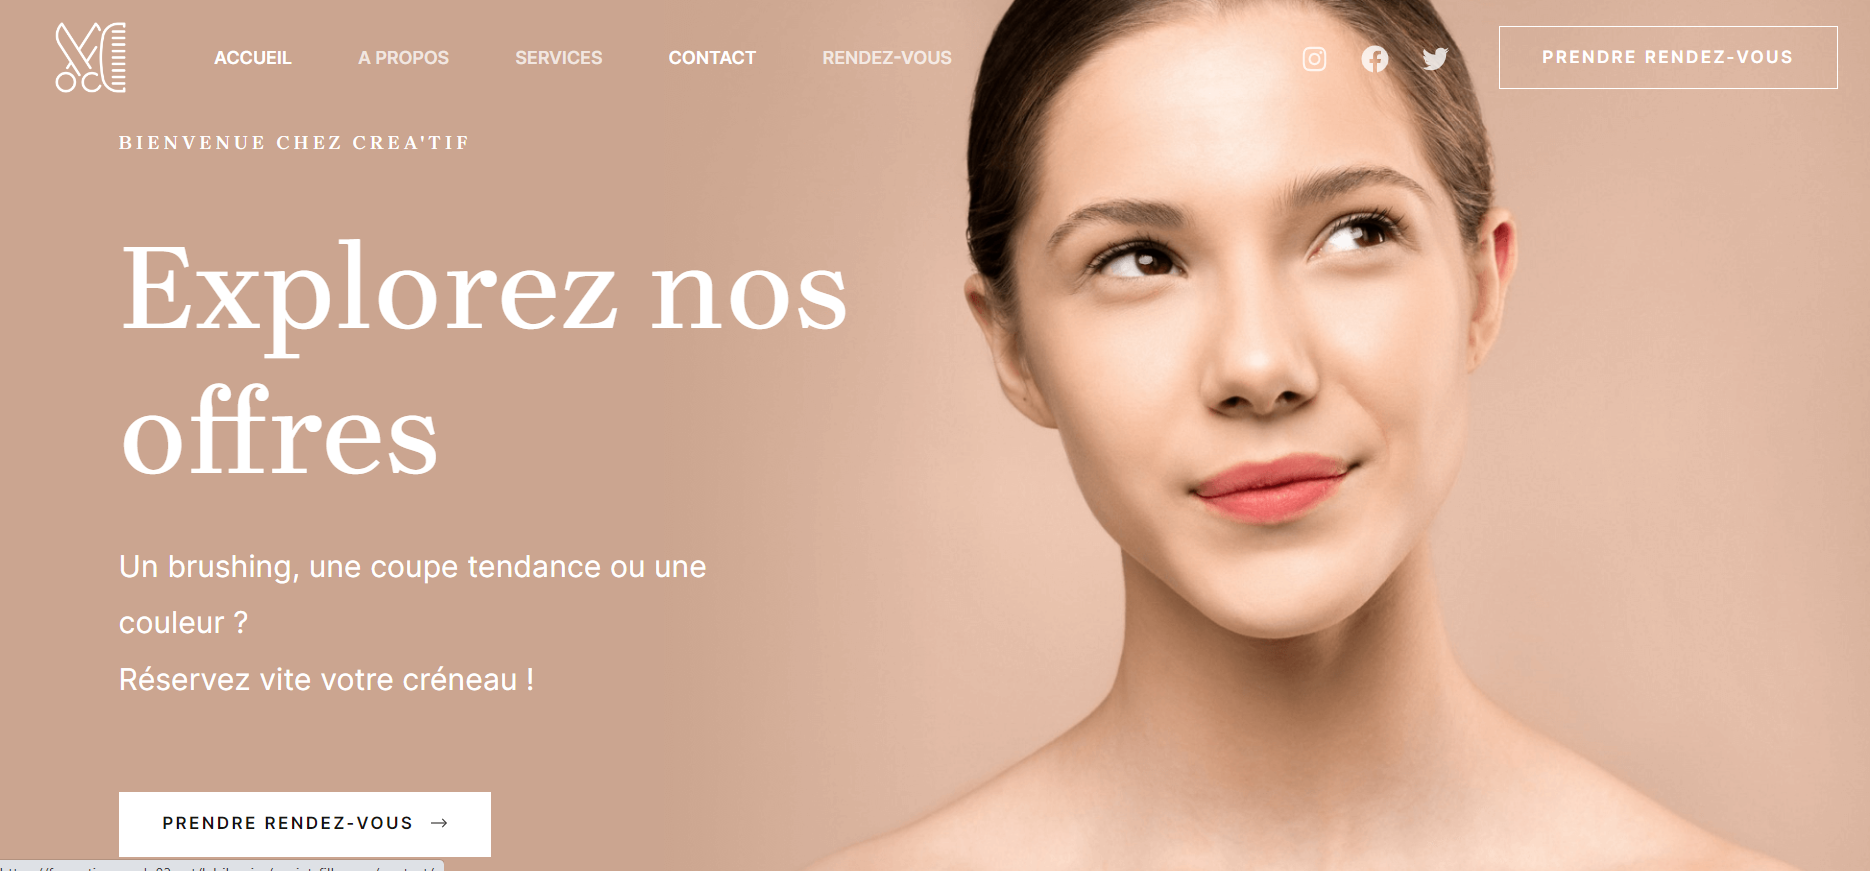 ACCUEIL A PROPOS SERVICES CONTACT RENDEZ-VOUS PRENDRE RENDEZ-VOUS
BIENVENUE CHEZ CREA'TIF
Explorez nos
offres
Un brushing, une coupe tendance ou une
couleur ?
Réservez vite votre créneau !
PRENDRE RENDEZ-VOUS →